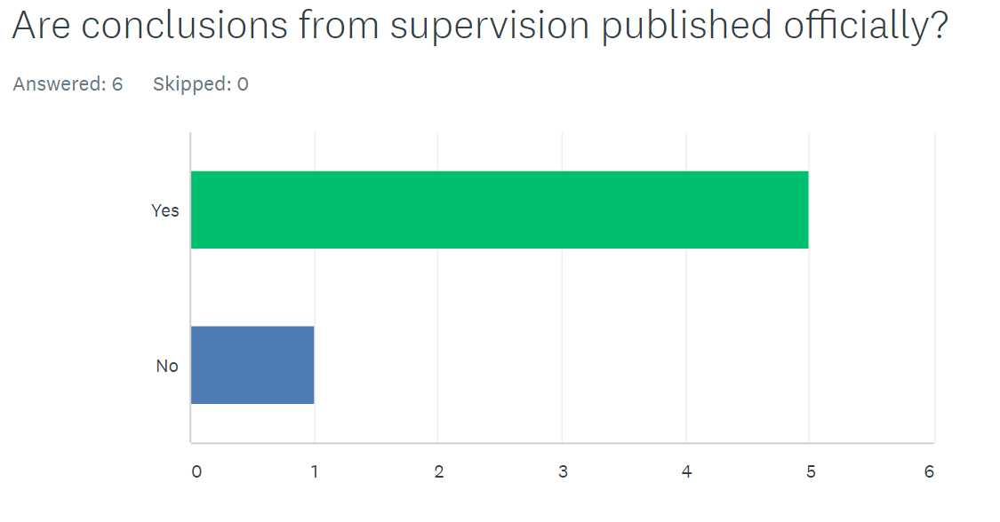 Are conclusions from supervision published officially?
Answered: 6 Skipped: 0
Yes
No
0 1 2 3 4 5 6